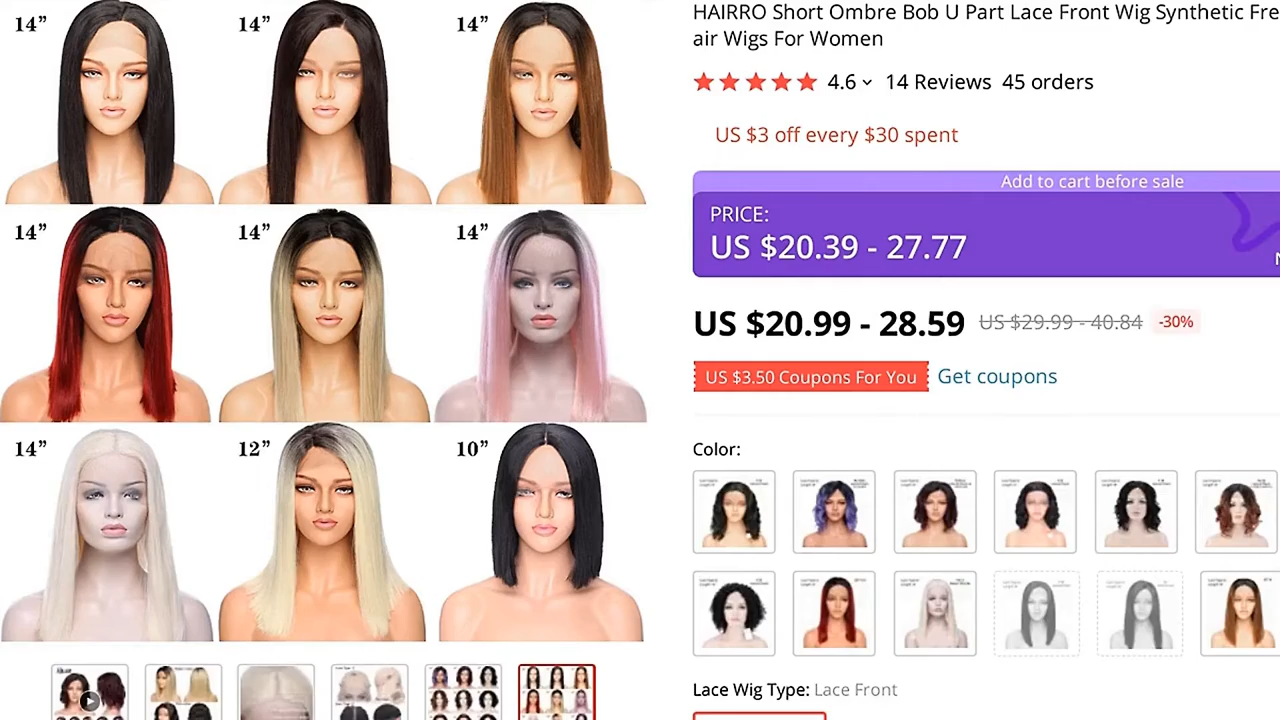 14” 14” 14”
14” 14” 14”
14” 12” 10”
HAIRRO Short Ombre Bob U Part Lace Front Wig Synthetic Fre
air Wigs For Women
4.6 14 Reviews 45 orders
US $3 off every $30 spent
Add to cart before sale
PRICE:
US $20.39 - 27.77
US $20.99 - 28.59 US $29.99 - 40.84 -30%
US $3.50 Coupons For You Get coupons
Color:
Lace Wig Type: Lace Front